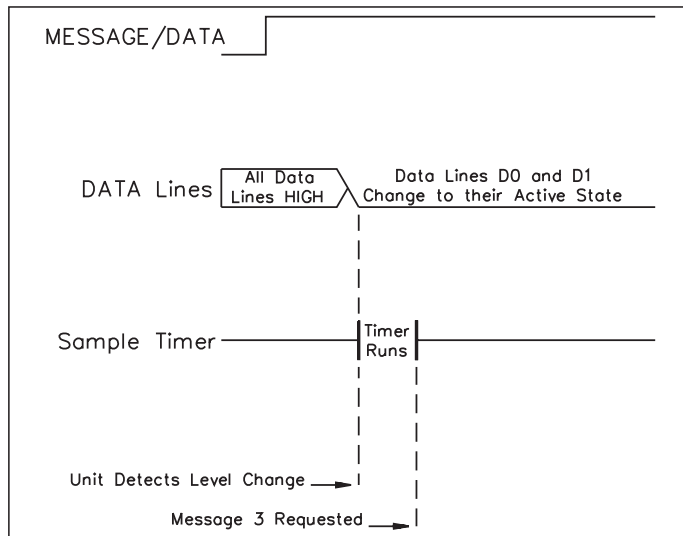 MESSAGE/DATA
DATA Lines
All Data
Lines HIGH
Data Lines D0 and D1
Change to their Active State
Sample Timer
Timer
Runs
Unit Detects Level Change
Message 3 Requested